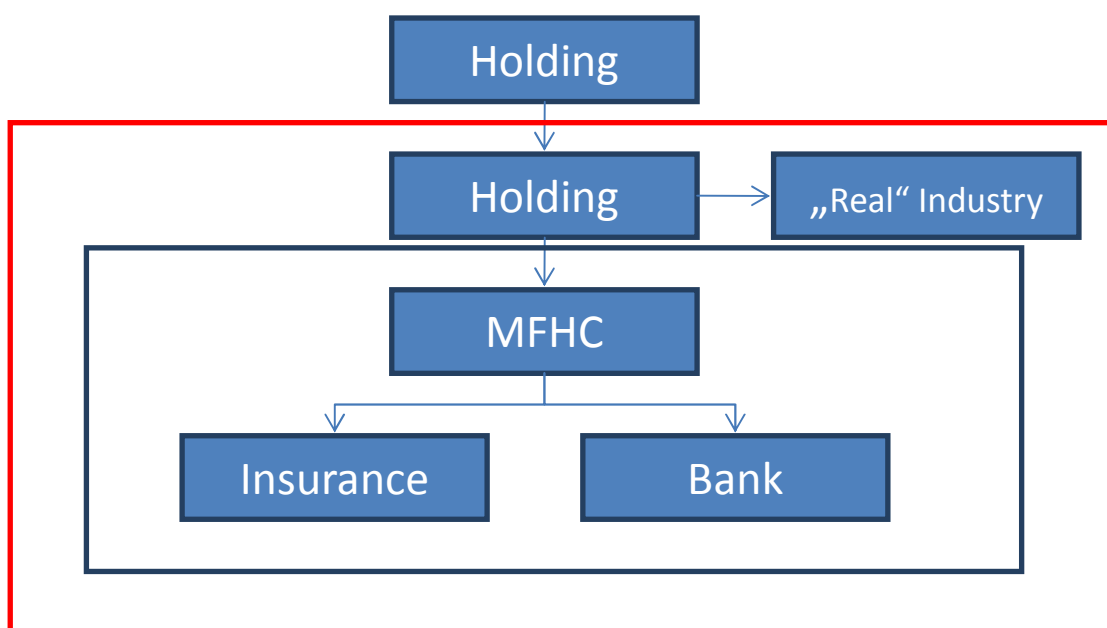 Holding
Holding
„Real“ Industry
MFHC
Insurance
Bank